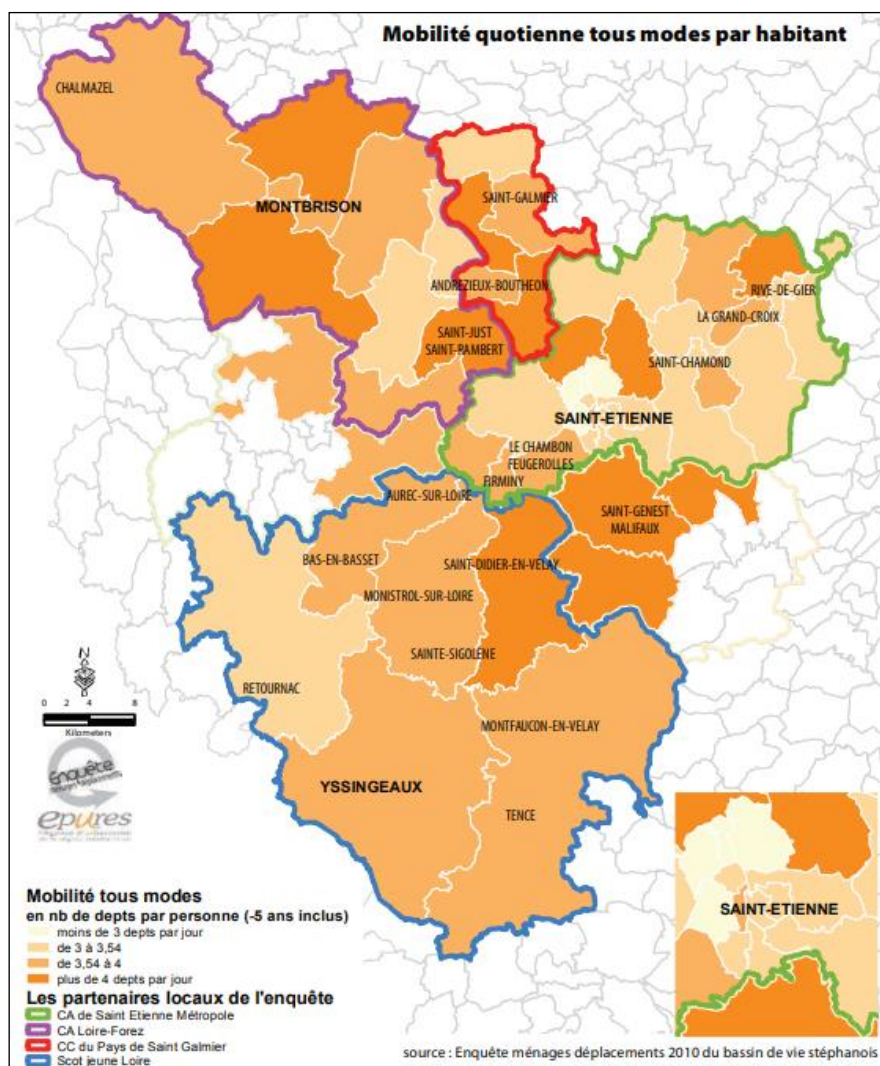 Mobilité quotienne tous modes par habitant
CHALMAZEL
MONTBRISON
SAINT-GALMIER
ANDREZIEUX-BOUTHEON
RIVE-DE-GIER
LA GRAND-CROIX
SAINT-JUST
SAINT-RAMBERT
SAINT-CHAMOND
SAINT-ETIENNE
LE CHAMBON
FEUGEROLLES
FIRMINY
AUREC-SUR-LOIRE
SAINT-GENEST
MALIFAUX
BAS-EN-BASSET
SAINT-DIDIER-EN-VELAY
MONISTROL-SUR-LOIRE
SAINTE-SIGOLENE
RETOURNAC
MONTFAUCON-EN-VELAY
YSSINGEAUX
TENCE
N
0 2 4 8
Kilometers
Enquête
epures
SAINT-ETIENNE
Mobilité tous modes
en nb de depts par personne (-5 ans inclus)
moins de 3 depts par jour
de 3 à 3,54
de 3,54 à 4
plus de 4 depts par jour
Les partenaires locaux de l'enquête
CA de Saint Etienne Métropole
CA Loire-Forez
CC du Pays de Saint Galmier
Scot jeune Loire
source : Enquête ménages déplacements 2010 du bassin de vie stéphanois